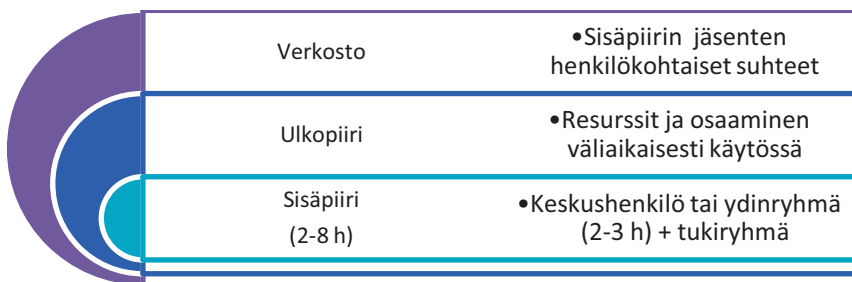 Verkosto
•Sisäpiirin jäsenten
henkilökohtaiset suhteet
Ulkopiiri
•Resurssit ja osaaminen
väliaikaisesti käytössä
Sisäpiiri
(2-8 h)
•Keskushenkilö tai ydinryhmä
(2-3 h) + tukiryhmä